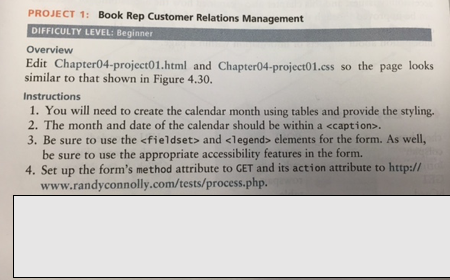 PROJECT 1: Book Rep Customer Relations Management
DIFFICULTY LEVEL: Beginner
Overview
Edit Chapter04-project01.html and Chapter04-project01.css so the page looks
similar to that shown in Figure 4.30.
Instructions
1. You will need to create the calendar month using tables and provide the styling.
2. The month and date of the calendar should be within a <caption>.
3. Be sure to use the <fieldset> and <legend> elements for the form. As well,
be sure to use the appropriate accessibility features in the form.
4. Set up the form's method attribute to GET and its action attribute to http://
www.randyconnolly.com/tests/process.php.